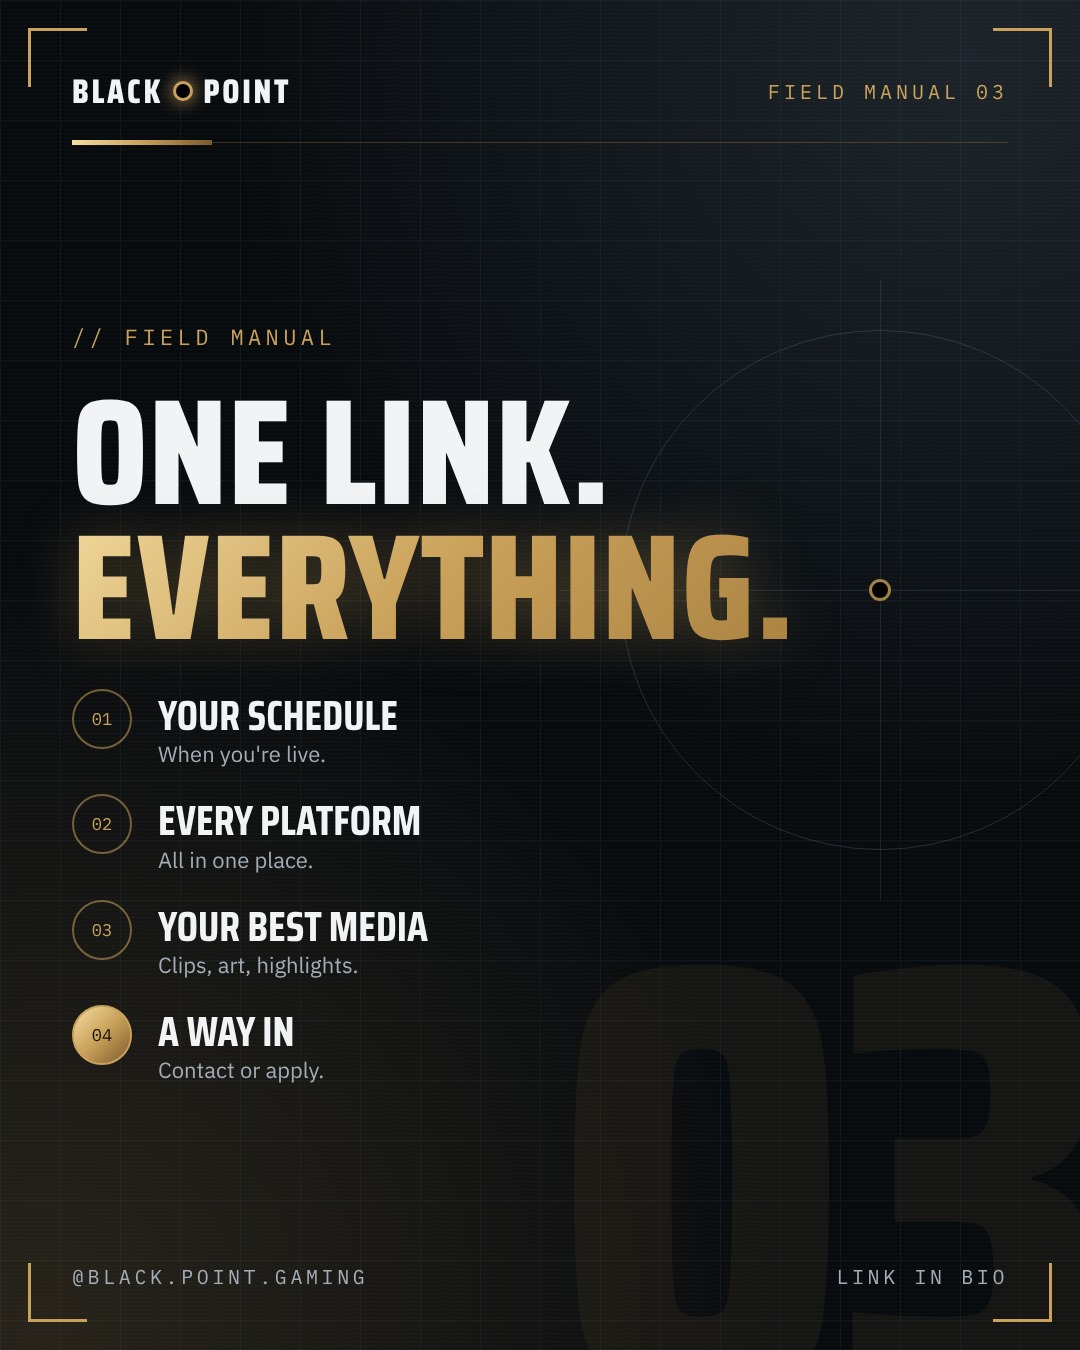 BLACK POINT
FIELD MANUAL 03
// FIELD MANUAL
ONE LINK.
EVERYTHING.
01
YOUR SCHEDULE
When you're live.
02
EVERY PLATFORM
All in one place.
03
YOUR BEST MEDIA
Clips, art, highlights.
04
A WAY IN
Contact or apply.
03
@BLACK.POINT.GAMING
LINK IN BIO